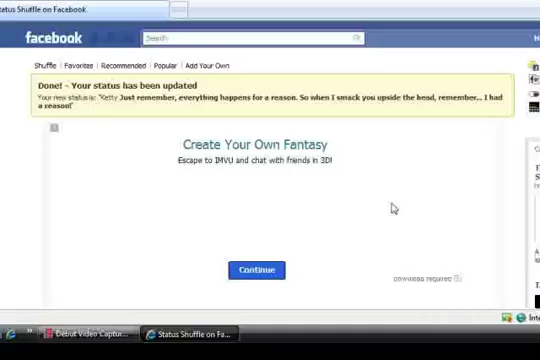 Status Shuffle on Facebook
facebook
Search
Shuffle Favorites Recommended Popular Add Your Own
Done! - Your status has been updated
Your new status is: "Ketty Just remember, everything happens for a reason. So when I smack you upside the head, remember... I had
a reason!"
Create Your Own Fantasy
Escape to IMVU and chat with friends in 3D!
Continue
Download required
Inte
Debut Video Captur...
Status Shuffle on Fa...